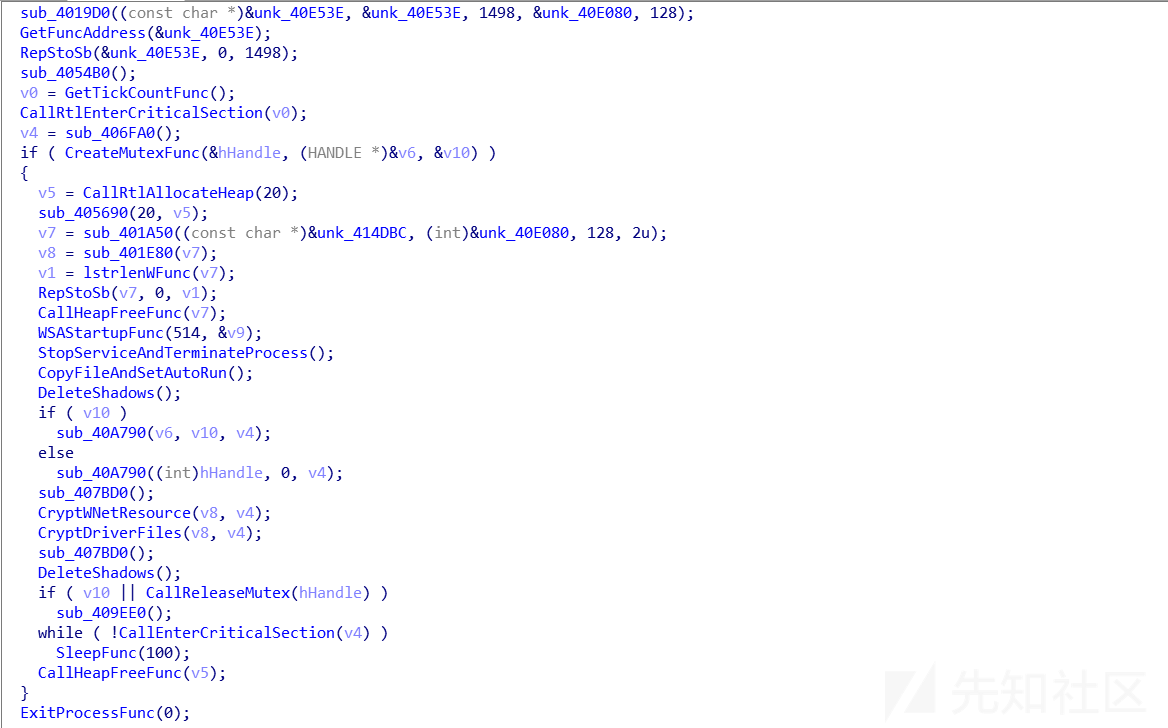 sub_4019D0((const char *)&unk_40E53E, &unk_40E53E, 1498, &unk_40E080, 128);
GetFuncAddress(&unk_40E53E);
RepStoSb(&unk_40E53E, 0, 1498);
sub_4054B0();
v0 = GetTickCountFunc();
CallRtlEnterCriticalSection(v0);
v4 = sub_406FA0();
if ( CreateMutexFunc(&hHandle, (HANDLE *)&v6, &v10) )
{
v5 = CallRtlAllocateHeap(20);
sub_405690(20, v5);
v7 = sub_401A50((const char *)&unk_414DBC, (int)&unk_40E080, 128, 2u);
v8 = sub_401E80(v7);
v1 = lstrlenWFunc(v7);
RepStoSb(v7, 0, v1);
CallHeapFreeFunc(v7);
WSAStartupFunc(514, &v9);
StopServiceAndTerminateProcess();
CopyFileAndSetAutoRun();
DeleteShadows();
if ( v10 )
sub_40A790(v6, v10, v4);
else
sub_40A790((int)hHandle, 0, v4);
sub_407BD0();
CryptWNetResource(v8, v4);
CryptDriverFiles(v8, v4);
sub_407BD0();
DeleteShadows();
if ( v10 || CallReleaseMutex(hHandle) )
sub_409EE0();
while ( !CallEnterCriticalSection(v4) )
SleepFunc(100);
CallHeapFreeFunc(v5);
}
ExitProcessFunc(0);
先知社区